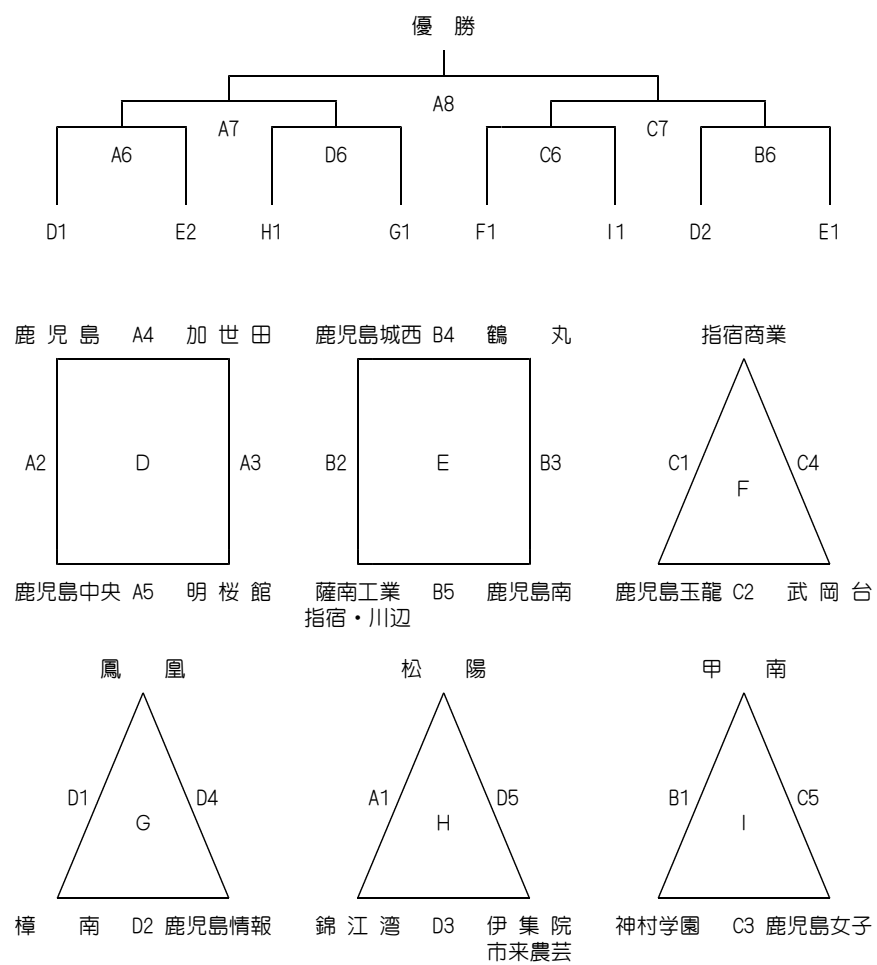 優　勝
A8
A7 C7
A6 D6 C6 B6
D1 E2 H1 G1 F1 I1 D2 E1
鹿 児 島 A4 加 世 田 鹿児島城西 B4 鶴　丸 指宿商業
A2 D A3 B2 E B3 C1 F C4
鹿児島中央 A5 明 桜 館 薩南工業 B5 鹿児島南 鹿児島玉龍 C2 武 岡 台
指宿・川辺
鳳　凰 松　陽 甲　南
D1 G D4 A1 H D5 B1 I C5
樟　南 D2 鹿児島情報 錦 江 湾 D3 伊 集 院 神村学園 C3 鹿児島女子
市来農芸